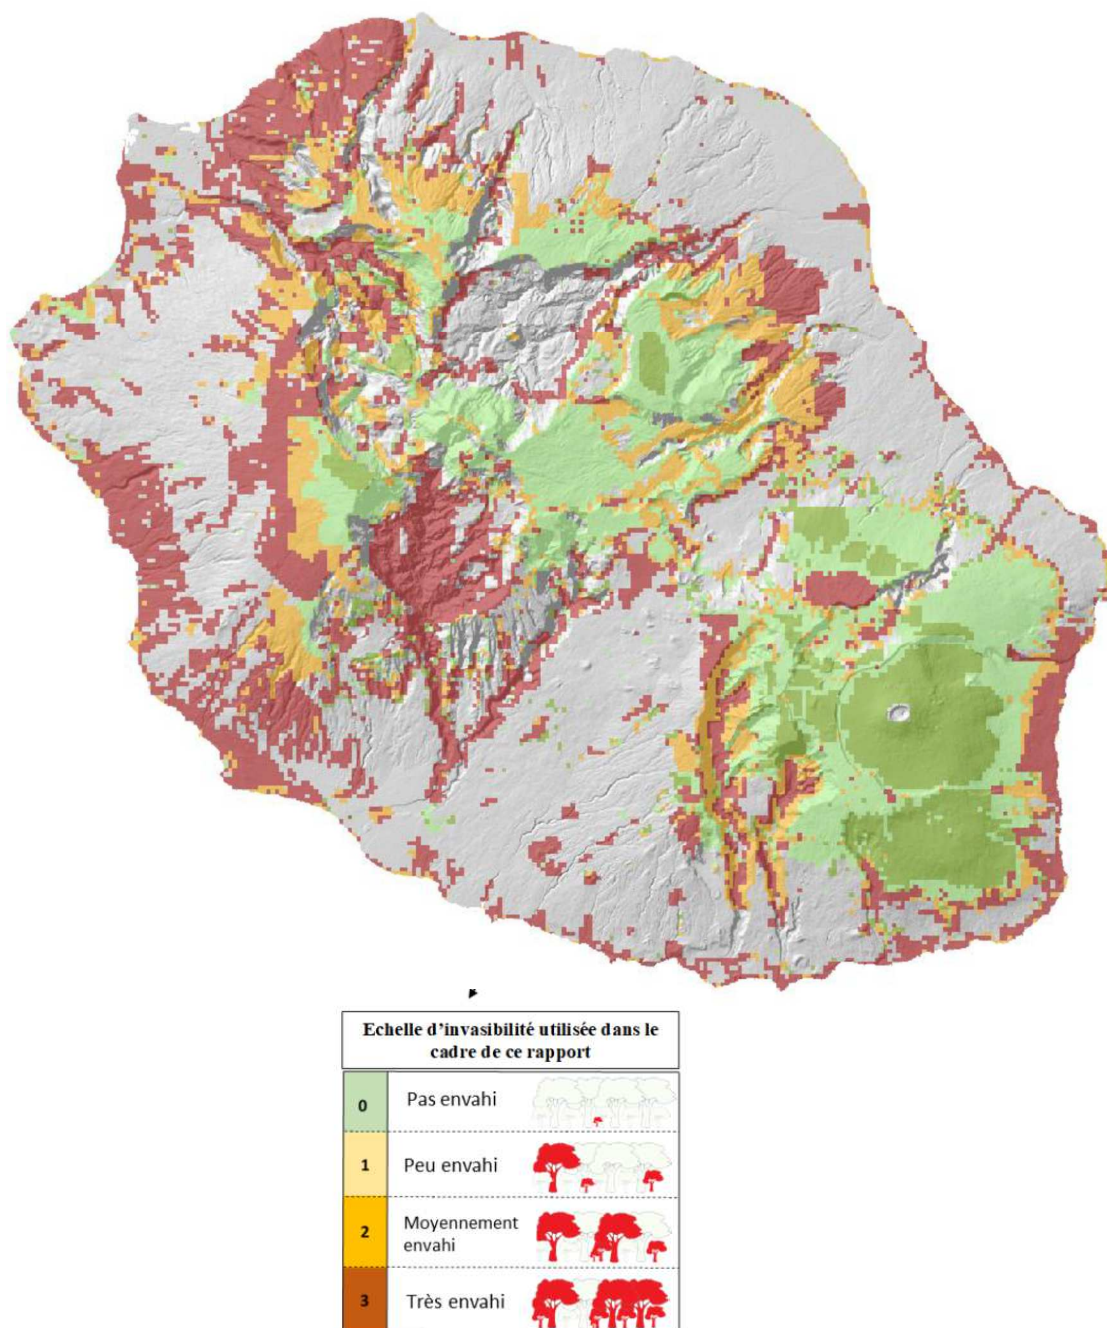 Echelle d'invasibilité utilisée dans le
cadre de ce rapport
0 Pas envahi
1 Peu envahi
2 Moyennement
envahi
3 Très envahi